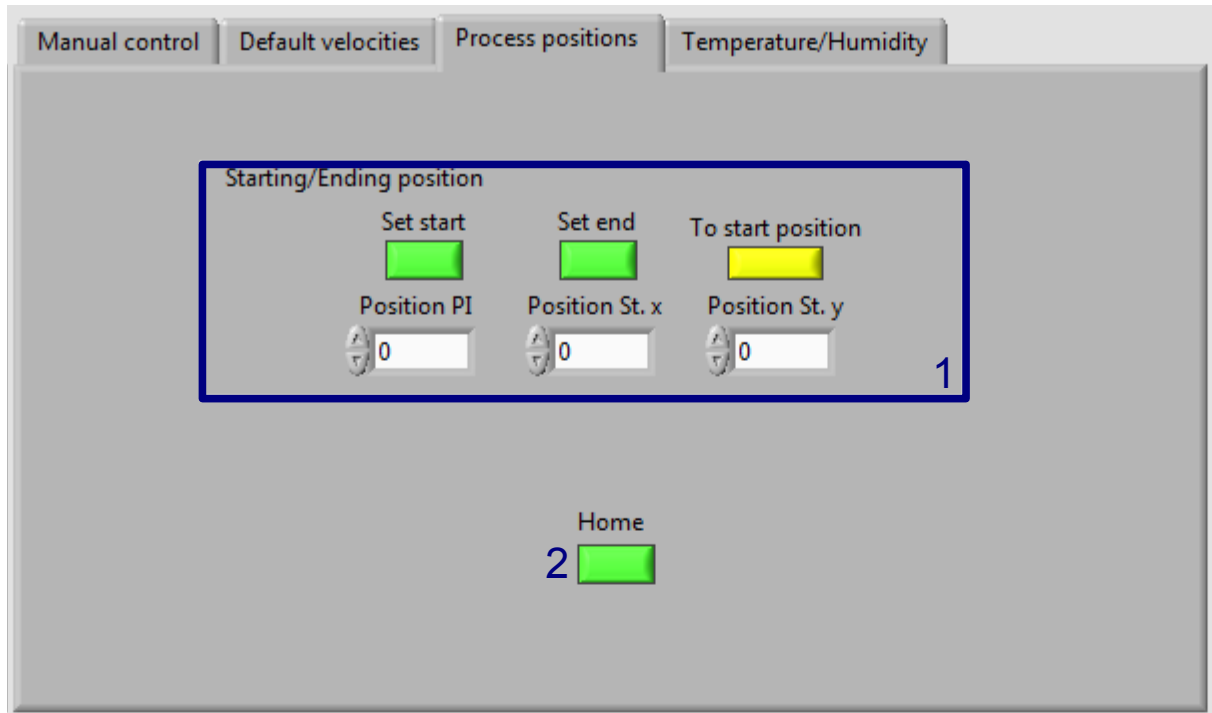 Manual control Default velocities Process positions Temperature/Humidity
Starting/Ending position
Set start Set end To start position
Position PI Position St. x Position St. y
0 0 0
1
Home
2